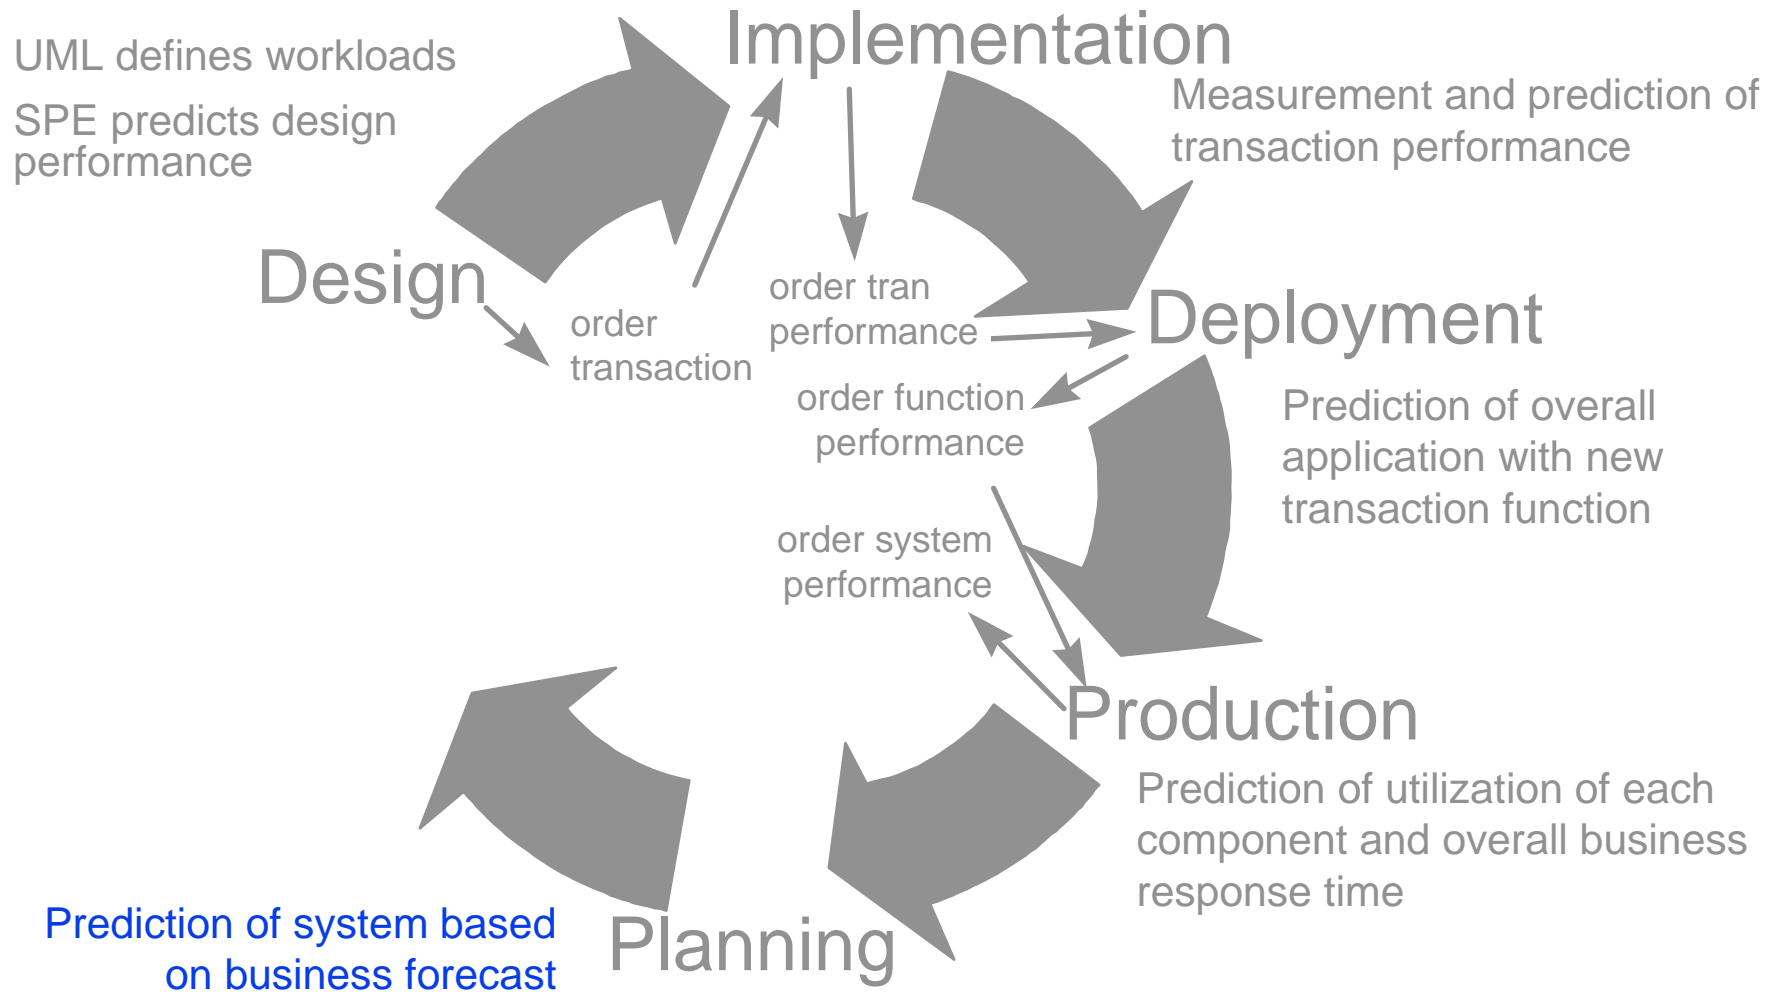 Implementation
UML defines workloads
SPE predicts design
performance
Measurement and prediction of
transaction performance
Design
order
transaction
order tran
performance
Deployment
order function
performance
Prediction of overall
application with new
transaction function
order system
performance
Production
Prediction of utilization of each
component and overall business
response time
Planning
Prediction of system based
on business forecast